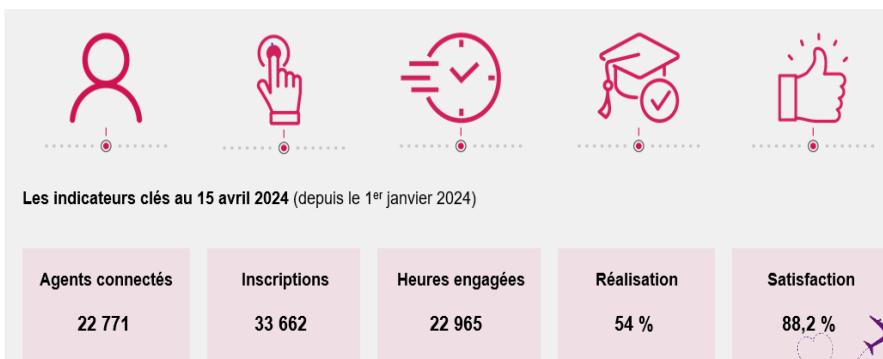 Les indicateurs clés au 15 avril 2024 (depuis le 1er janvier 2024)
Agents connectés
22 771
Inscriptions
33 662
Heures engagées
22 965
Réalisation
54 %
Satisfaction
88,2 %